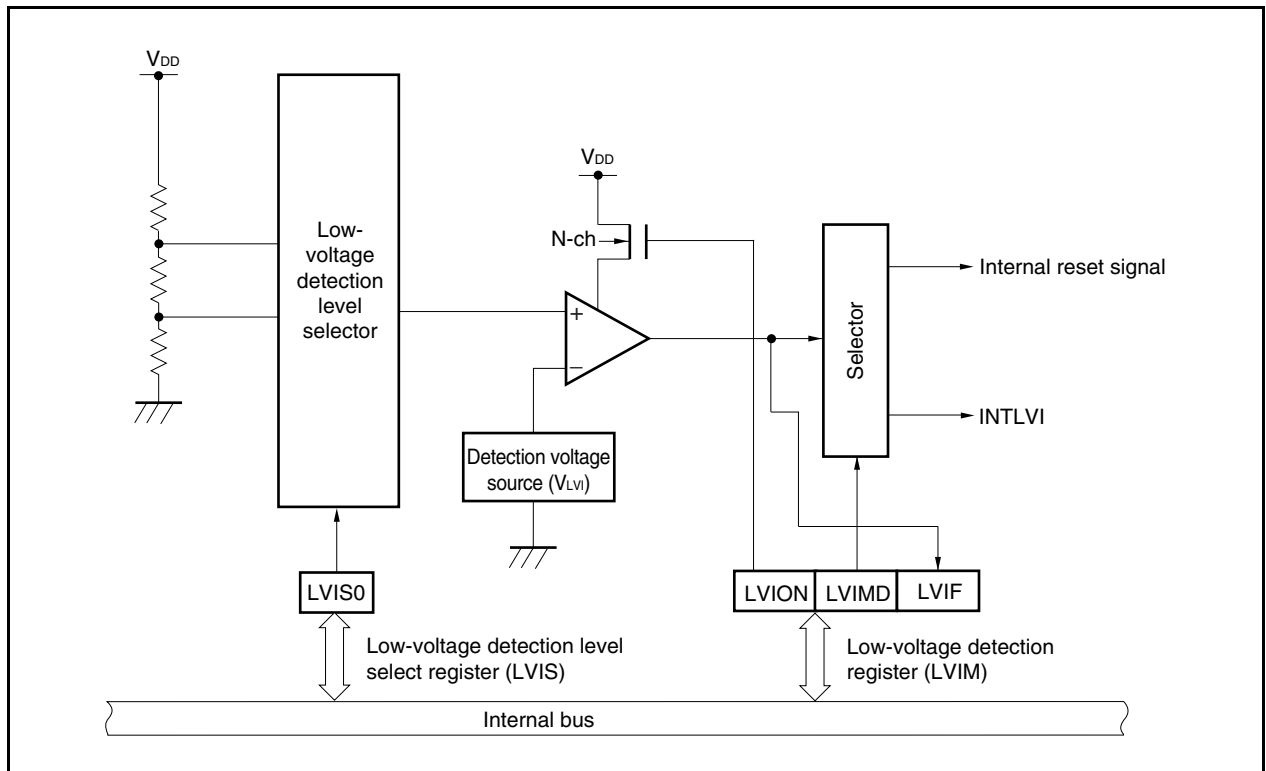 VDD
Low-
voltage
detection
level
selector
VDD
N-ch
+
−
Detection voltage
source (VLVI)
Selector
Internal reset signal
INTLVI
LVIS0
LVION
LVIMD
LVIF
Low-voltage detection level
select register (LVIS)
Low-voltage detection
register (LVIM)
Internal bus